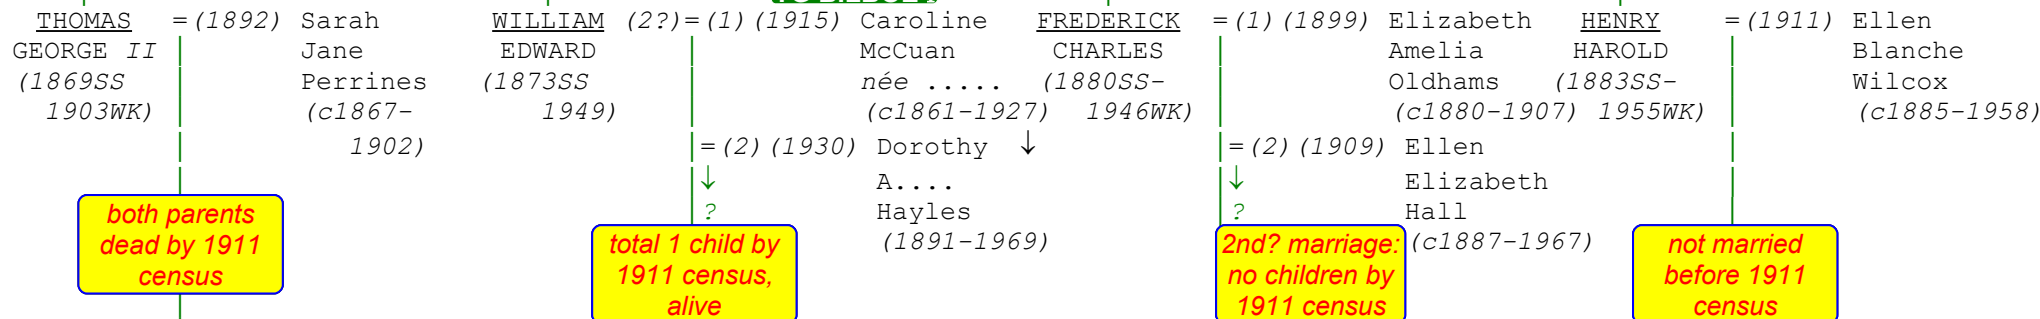 THOMAS =(1892) Sarah WILLIAM (2?)=(1)(1915) Caroline FREDERICK =(1)(1899) Elizabeth HENRY =(1911) Ellen
GEORGE II Jane EDWARD McCuan CHARLES Amelia HAROLD Blanche
(1869SS Perrines (1873SS née ..... (1880SS- Oldhams (1883SS- Wilcox
1903WK) (c1867- 1949) (c1861-1927) 1946WK) (c1880-1907) 1955WK) (c1885-1958)
1902) =(2)(1930) Dorothy ↓ =(2)(1909) Ellen
↓ A.... ↓ Elizabeth
? Hayles ? Hall
(1891-1969) (c1887-1967)
both parents
dead by 1911
census
total 1 child by
1911 census,
alive
2nd? marriage:
no children by
1911 census
not married
before 1911
census